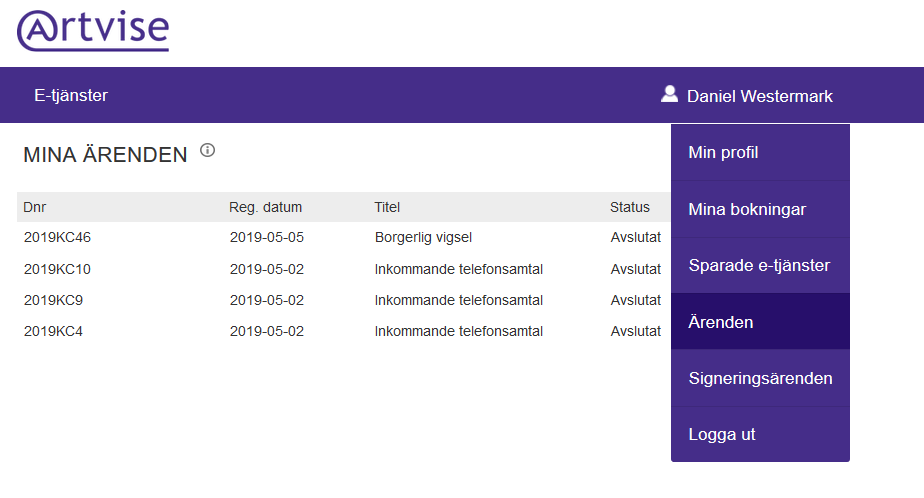 Artvise
E-tjänster
Daniel Westermark
MINA ÄRENDEN
Dnr Reg. datum Titel Status
2019KC46 2019-05-05 Borgerlig vigsel Avslutat
2019KC10 2019-05-02 Inkommande telefonsamtal Avslutat
2019KC9 2019-05-02 Inkommande telefonsamtal Avslutat
2019KC4 2019-05-02 Inkommande telefonsamtal Avslutat
Min profil
Mina bokningar
Sparade e-tjänster
Ärenden
Signeringsärenden
Logga ut